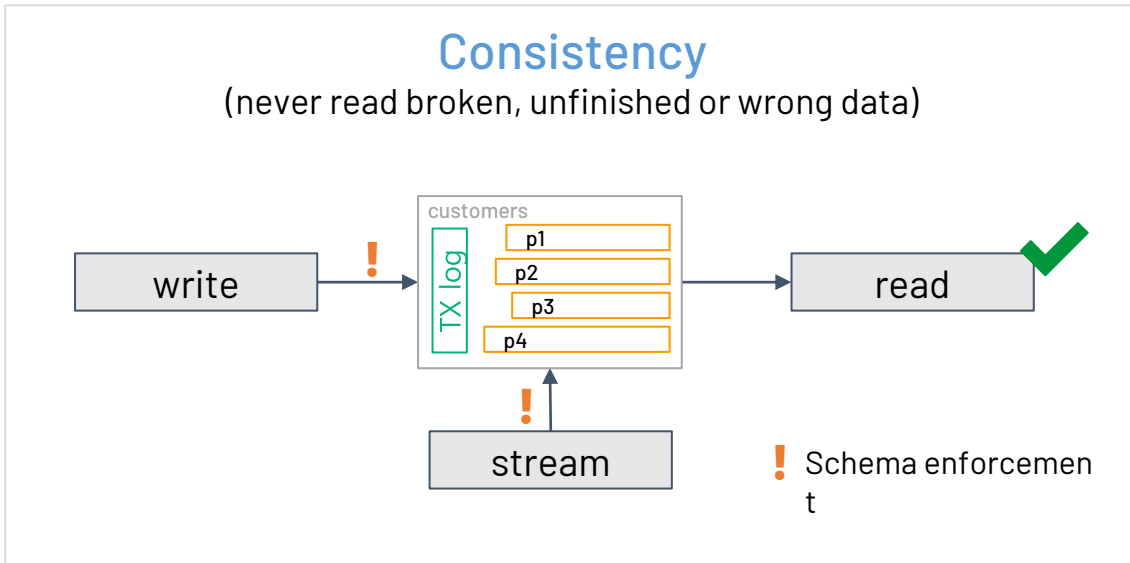 Consistency
(never read broken, unfinished or wrong data)
customers
TX log
p1
p2
p3
p4
write
!
read
!
stream
! Schema enforcemen
t